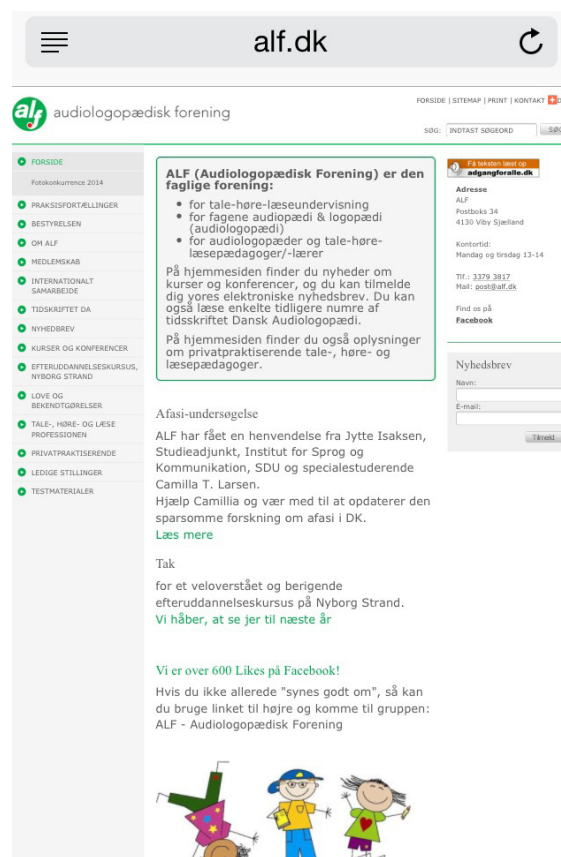 alf.dk
FORSIDE | SITEMAP | PRINT | KONTAKT
alf audiologopædisk forening
SØG: INDTAST SØGEORD SØG
FORSIDE
Fotokonkurrence 2014
PRAKSISFORTÆLLINGER
BESTYRELSEN
OM ALF
MEDLEMSKAB
INTERNATIONALT
SAMARBEJDE
TIDSKRIFTET DA
NYHEDBREV
KURSER OG KONFERENCER
EFTERUDDANNELSESKURSUS,
NYBORG STRAND
LOVE OG
BEKENDTGØRELSER
TALE-, HØRE- OG LÆSE
PROFESSIONEN
PRIVATPRAKTISERENDE
LEDIGE STILLINGER
TESTMATERIALER
ALF (Audiologopædisk Forening) er den
faglige forening:
for tale-høre-læseundervisning
for fagene audiopædi & logopædi
(audiologopædi)
for audiologopæder og tale-høre-
læsepædagoger/-lærer
På hjemmesiden finder du nyheder om
kurser og konferencer, og du kan tilmelde
dig vores elektroniske nyhedsbrev. Du kan
også læse enkelte tidligere numre af
tidsskriftet Dansk Audiologopædi.
På hjemmesiden finder du også oplysninger
om privatpraktiserende tale-, høre- og
læsepædagoger.
Afasi-undersøgelse
ALF har fået en henvendelse fra Jytte Isaksen,
Studieadjunkt, Institut for Sprog og
Kommunikation, SDU og specialestuderende
Camilla T. Larsen.
Hjælp Camillia og vær med til at opdaterer den
sparsomme forskning om afasi i DK.
Læs mere
Tak
for et veloverstået og berigende
efteruddannelseskursus på Nyborg Strand.
Vi håber, at se jer til næste år
Vi er over 600 Likes på Facebook!
Hvis du ikke allerede "synes godt om", så kan
du bruge linket til højre og komme til gruppen:
ALF - Audiologopædisk Forening
Få teksten læst op
adgangforalle.dk
Adresse
ALF
Postboks 34
4130 Viby Sjælland
Kontortid:
Mandag og tirsdag 13-14
Tlf.: 3379 3817
Mail: post@alf.dk
Find os på
Facebook
Nyhedsbrev
Navn:
E-mail:
Tilmeld